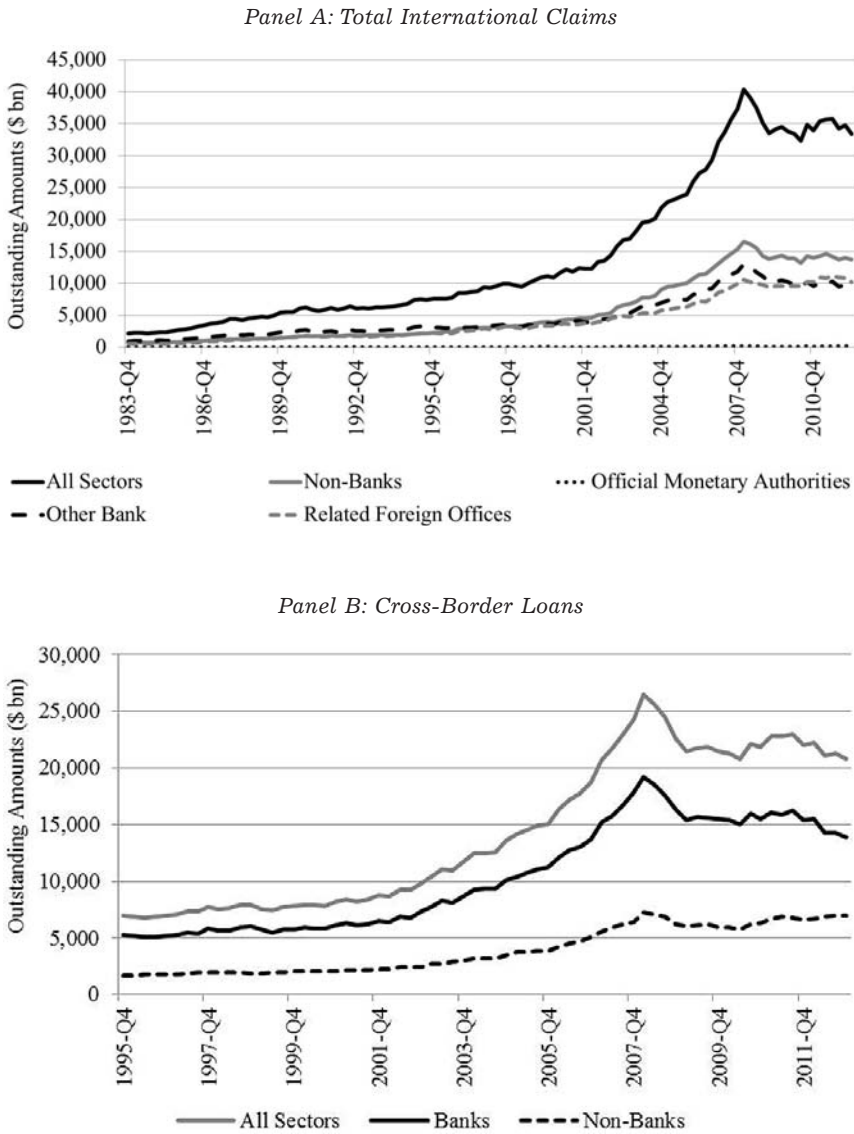 Panel A: Total International Claims
Outstanding Amounts ($ bn)
45,000
40,000
35,000
30,000
25,000
20,000
15,000
10,000
5,000
0
1983-Q4
1986-Q4
1989-Q4
1992-Q4
1995-Q4
1998-Q4
2001-Q4
2004-Q4
2007-Q4
2010-Q4
All Sectors
Non-Banks
Official Monetary Authorities
Other Bank
Related Foreign Offices
Panel B: Cross-Border Loans
Outstanding Amounts ($ bn)
30,000
25,000
20,000
15,000
10,000
5,000
0
1995-Q4
1997-Q4
1999-Q4
2001-Q4
2003-Q4
2005-Q4
2007-Q4
2009-Q4
2011-Q4
All Sectors
Banks
Non-Banks